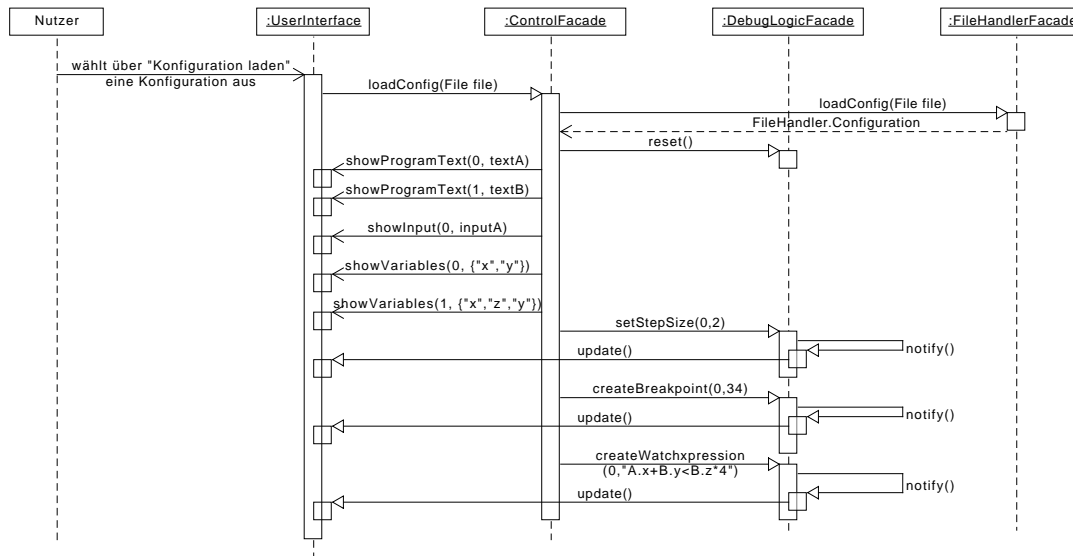 Nutzer
:UserInterface
:ControlFacade
:DebugLogicFacade
:FileHandlerFacade
wählt über "Konfiguration laden"
eine Konfiguration aus
loadConfig(File file)
loadConfig(File file)
FileHandler.Configuration
reset()
showProgramText(0, textA)
showProgramText(1, textB)
showInput(0, inputA)
showVariables(0, {"x","y"})
showVariables(1, {"x","z","y"})
setStepSize(0,2)
update()
notify()
createBreakpoint(0,34)
update()
notify()
createWatchxpression
(0,"A.x+B.y<B.z*4")
update()
notify()